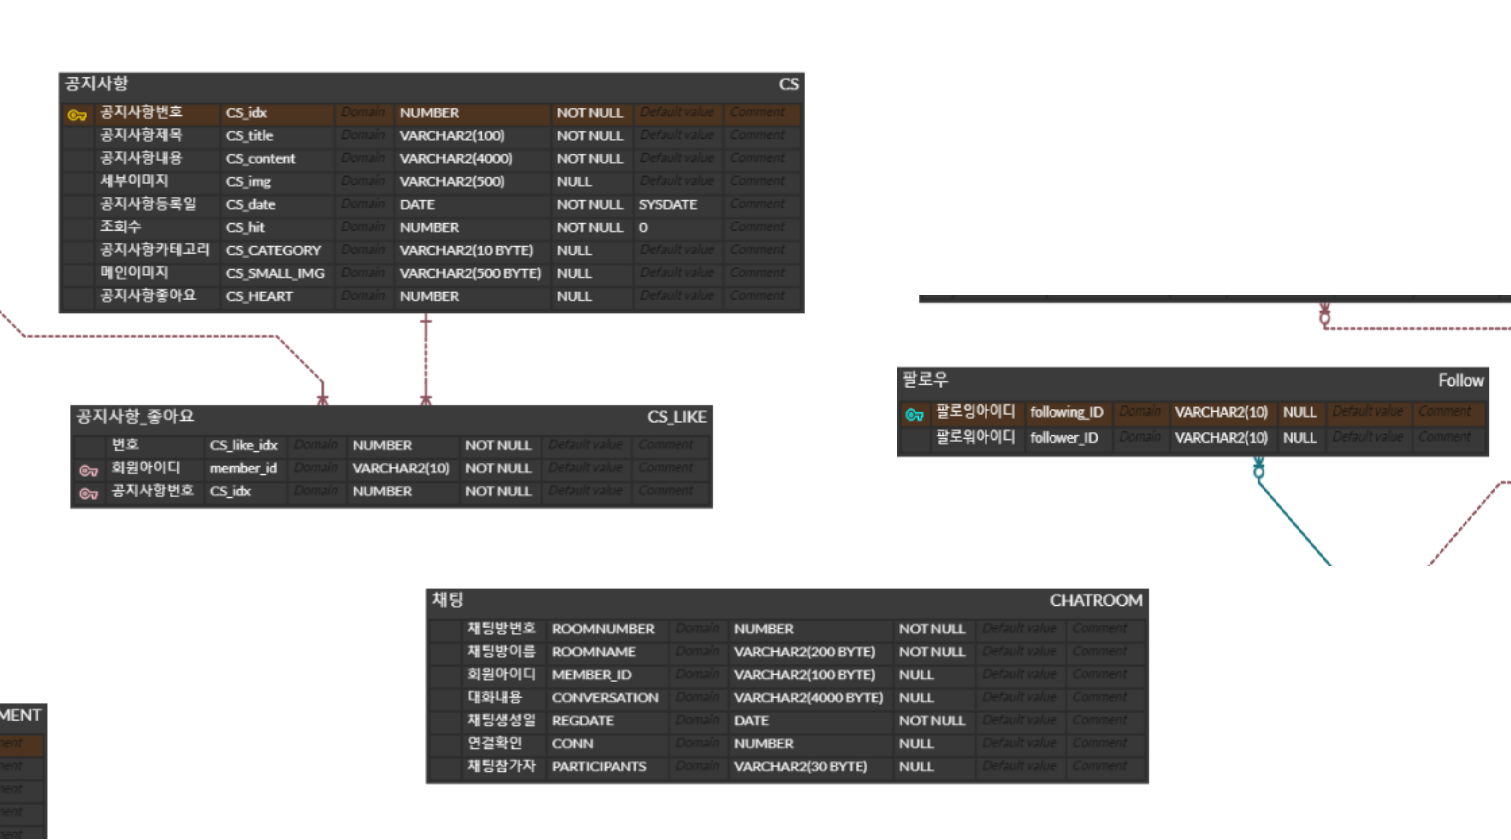 공지사항 CS
공지사항번호 CS_idx Domain NUMBER NOT NULL Default value Comment
공지사항제목 CS_title Domain VARCHAR2(100) NOT NULL Default value Comment
공지사항내용 CS_content Domain VARCHAR2(4000) NOT NULL Default value Comment
세부이미지 CS_img Domain VARCHAR2(500) NULL Default value Comment
공지사항등록일 CS_date Domain DATE NOT NULL SYSDATE Comment
조회수 CS_hit Domain NUMBER NOT NULL 0 Comment
공지사항카테고리 CS_CATEGORY Domain VARCHAR2(10 BYTE) NULL Default value Comment
메인이미지 CS_SMALL_IMG Domain VARCHAR2(500 BYTE) NULL Default value Comment
공지사항좋아요 CS_HEART Domain NUMBER NULL Default value Comment
팔로우 Follow
팔로잉아이디 following_ID Domain VARCHAR2(10) NULL Default value Comment
팔로워아이디 follower_ID Domain VARCHAR2(10) NULL Default value Comment
공지사항_좋아요 CS_LIKE
번호 CS_like_idx Domain NUMBER NOT NULL Default value Comment
회원아이디 member_id Domain VARCHAR2(10) NOT NULL Default value Comment
공지사항번호 CS_idx Domain NUMBER NOT NULL Default value Comment
채팅 CHATROOM
채팅방번호 ROOMNUMBER Domain NUMBER NOT NULL Default value Comment
채팅방이름 ROOMNAME Domain VARCHAR2(200 BYTE) NOT NULL Default value Comment
회원아이디 MEMBER_ID Domain VARCHAR2(100 BYTE) NULL Default value Comment
대화내용 CONVERSATION Domain VARCHAR2(4000 BYTE) NULL Default value Comment
채팅생성일 REGDATE Domain DATE NOT NULL Default value Comment
연결확인 CONN Domain NUMBER NULL Default value Comment
채팅참가자 PARTICIPANTS Domain VARCHAR2(30 BYTE) NULL Default value Comment
MENT
ment
ment
ment
ment
ment